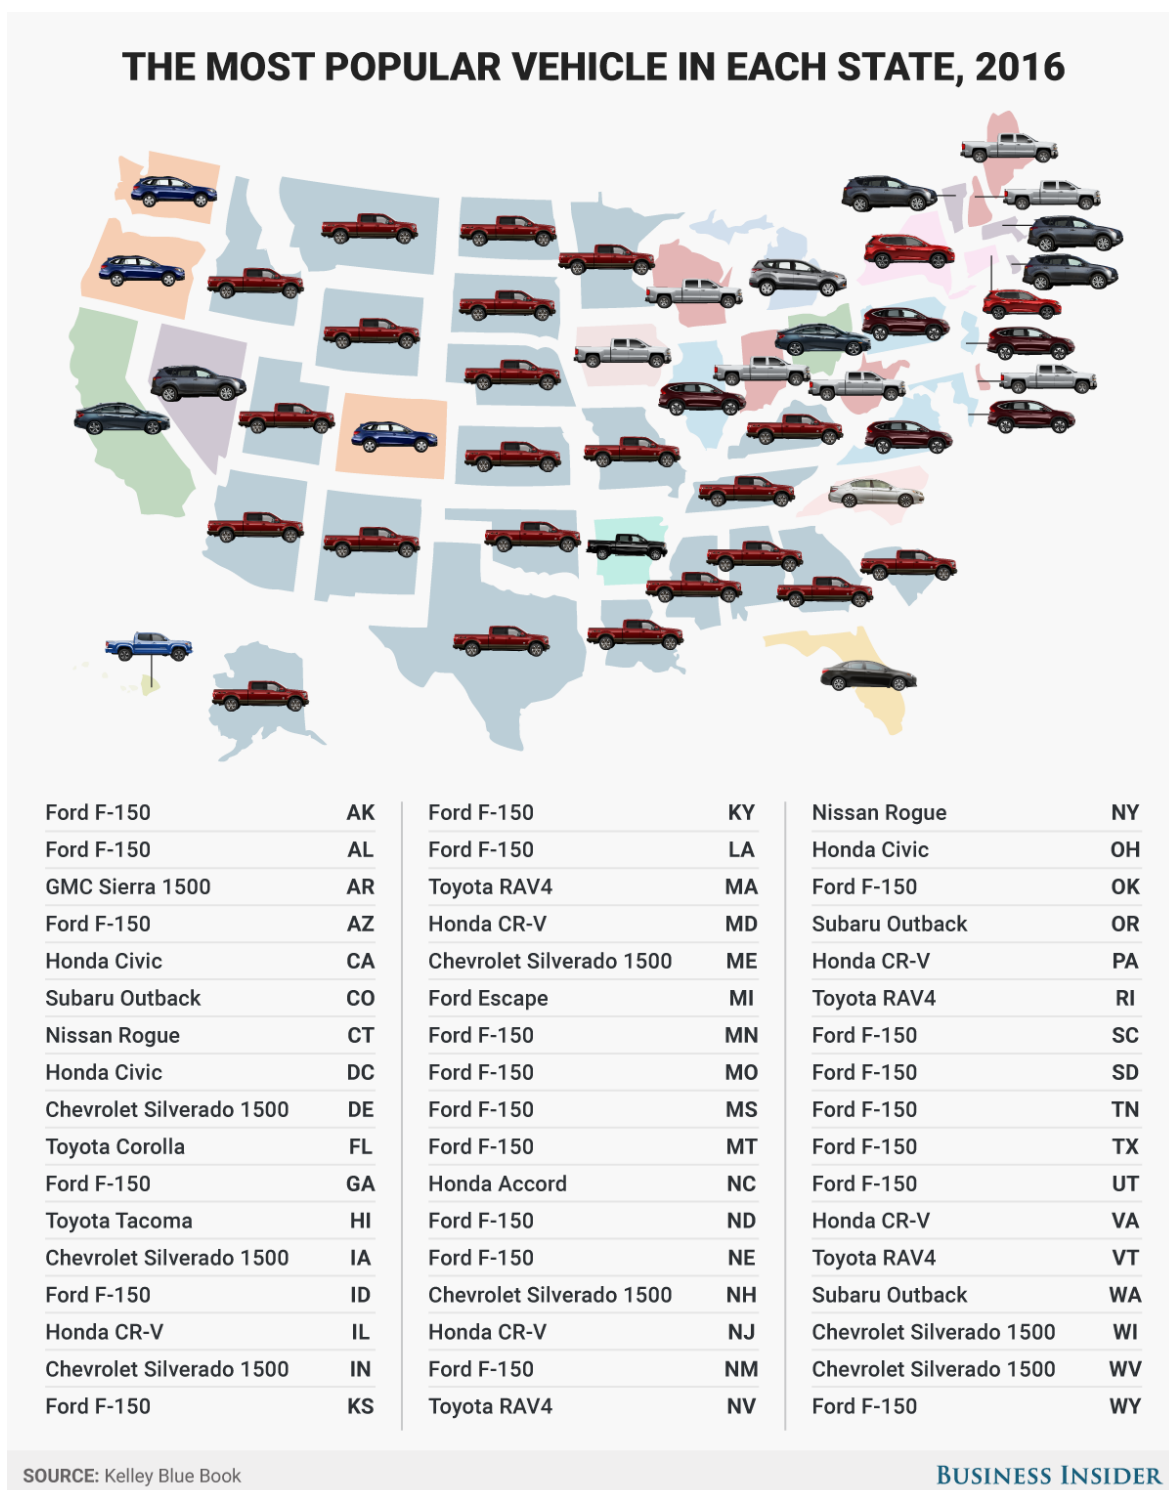 THE MOST POPULAR VEHICLE IN EACH STATE, 2016
Ford F-150 AK
Ford F-150 AL
GMC Sierra 1500 AR
Ford F-150 AZ
Honda Civic CA
Subaru Outback CO
Nissan Rogue CT
Honda Civic DC
Chevrolet Silverado 1500 DE
Toyota Corolla FL
Ford F-150 GA
Toyota Tacoma HI
Chevrolet Silverado 1500 IA
Ford F-150 ID
Honda CR-V IL
Chevrolet Silverado 1500 IN
Ford F-150 KS
Ford F-150 KY
Ford F-150 LA
Toyota RAV4 MA
Honda CR-V MD
Chevrolet Silverado 1500 ME
Ford Escape MI
Ford F-150 MN
Ford F-150 MO
Ford F-150 MS
Ford F-150 MT
Honda Accord NC
Ford F-150 ND
Ford F-150 NE
Chevrolet Silverado 1500 NH
Honda CR-V NJ
Ford F-150 NM
Toyota RAV4 NV
Nissan Rogue NY
Honda Civic OH
Ford F-150 OK
Subaru Outback OR
Honda CR-V PA
Toyota RAV4 RI
Ford F-150 SC
Ford F-150 SD
Ford F-150 TN
Ford F-150 TX
Ford F-150 UT
Honda CR-V VA
Toyota RAV4 VT
Subaru Outback WA
Chevrolet Silverado 1500 WI
Chevrolet Silverado 1500 WV
Ford F-150 WY
SOURCE: Kelley Blue Book
BUSINESS INSIDER